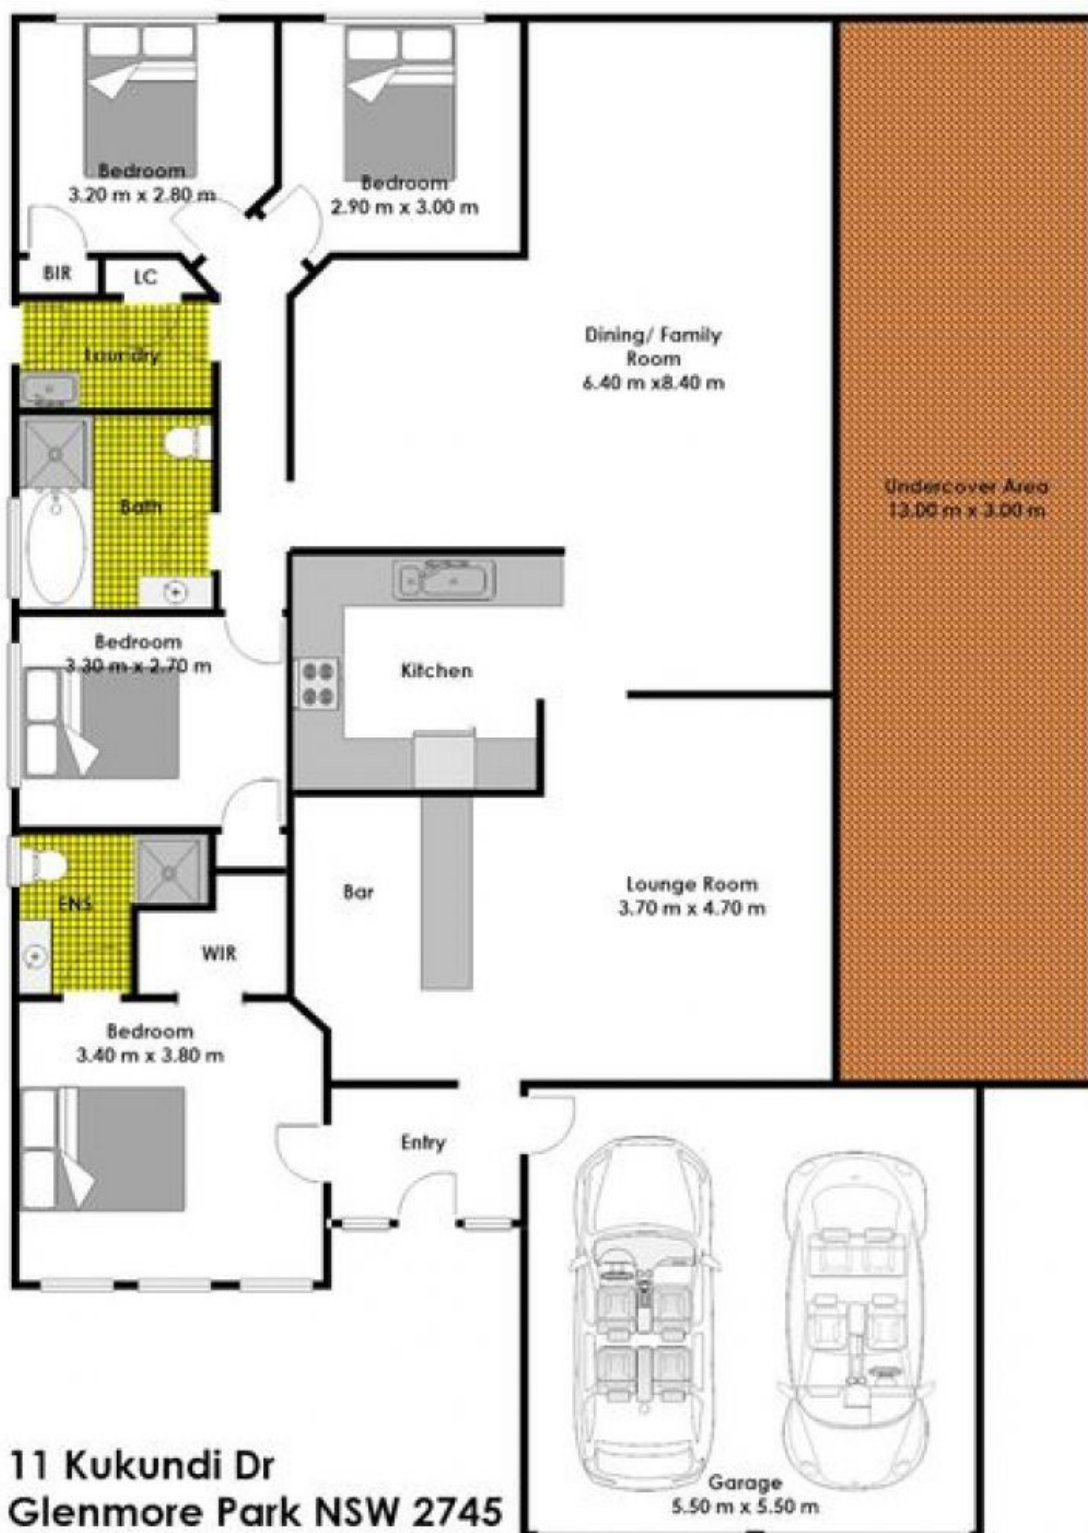 Bedroom
3.20 m x 2.80 m
Bedroom
2.90 m x 3.00 m
BIR
LC
Laundry
Dining/ Family
Room
6.40 m x8.40 m
Undercover Area
13.00 m x 3.00 m
Bath
Bedroom
3.30 m x 2.70 m
Kitchen
ENS
Bar
Lounge Room
3.70 m x 4.70 m
WIR
Bedroom
3.40 m x 3.80 m
Entry
Garage
5.50 m x 5.50 m
11 Kukundi Dr
Glenmore Park NSW 2745